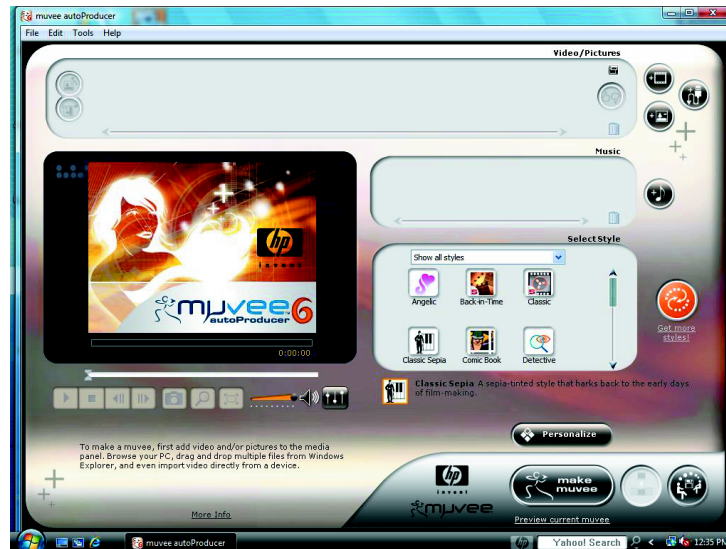 muvee autoProducer
File Edit Tools Help
Video/Pictures
Music
Select Style
Show all styles
Angelic
Back-in-Time
Classic
Classic Sepia
Comic Book
Detective
Get more
styles!
hp
invent
muvee 6
autoProducer
0:00:00
Classic Sepia A sepia-tinted style that harks back to the early days
of film-making.
Personalize
To make a muvee, first add video and/or pictures to the media
panel. Browse your PC, drag and drop multiple files from Windows
Explorer, and even import video directly from a device.
More Info
hp
invent
muvee
make
muvee
Preview current muvee
muvee autoProducer
hp
Yahoo! Search
12:35 PM